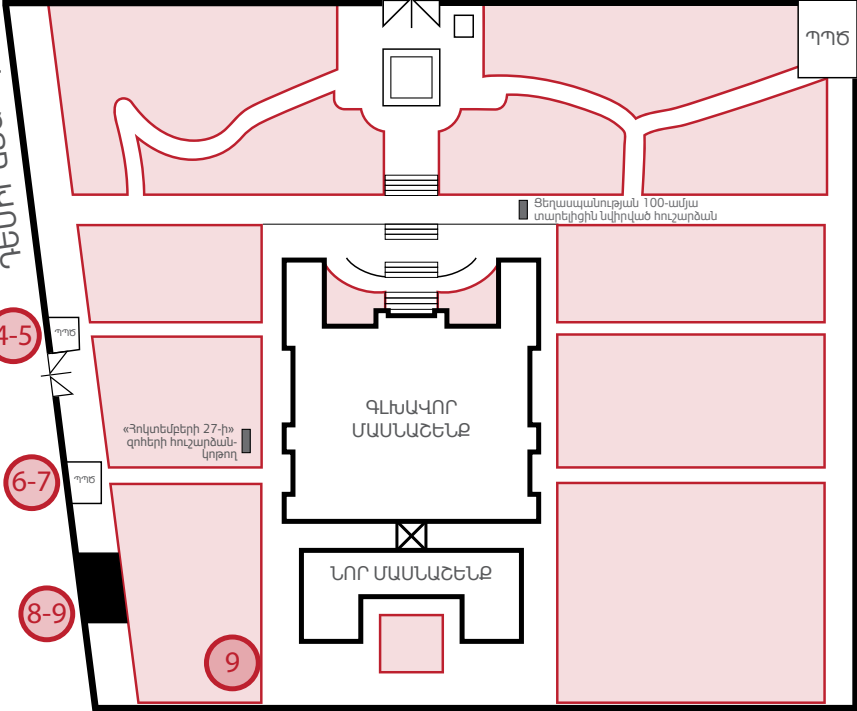 ՊՊԾ
Ցեղասպանության 100-ամյա
տարելիցին նվիրված հուշարձան
4-5
ՊՊԾ
ԳԼԽԱՎՈՐ
ՄԱՍՆԱՇԵՆՔ
«Հոկտեմբերի 27-ի»
զոհերի հուշարձան-
կոթող
6-7
ՊՊԾ
ՆՈՐ ՄԱՍՆԱՇԵՆՔ
8-9
9